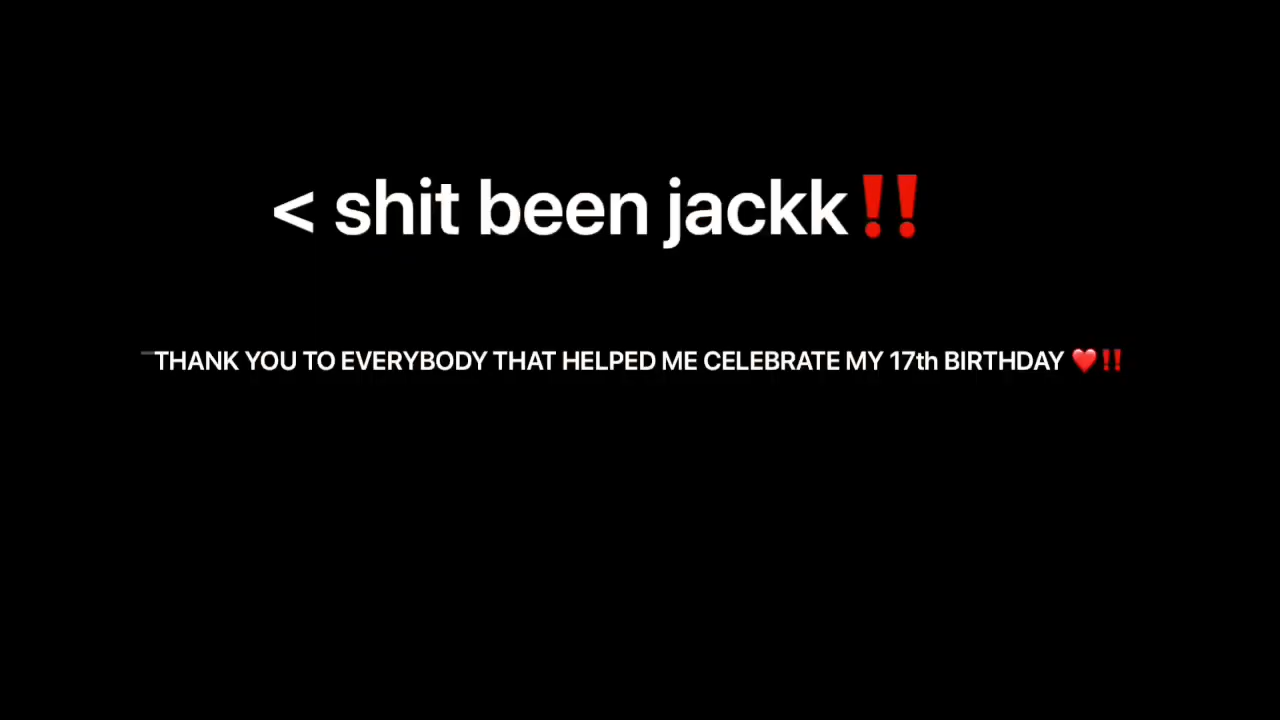 < shit been jackk‼️
THANK YOU TO EVERYBODY THAT HELPED ME CELEBRATE MY 17th BIRTHDAY ❤️‼️